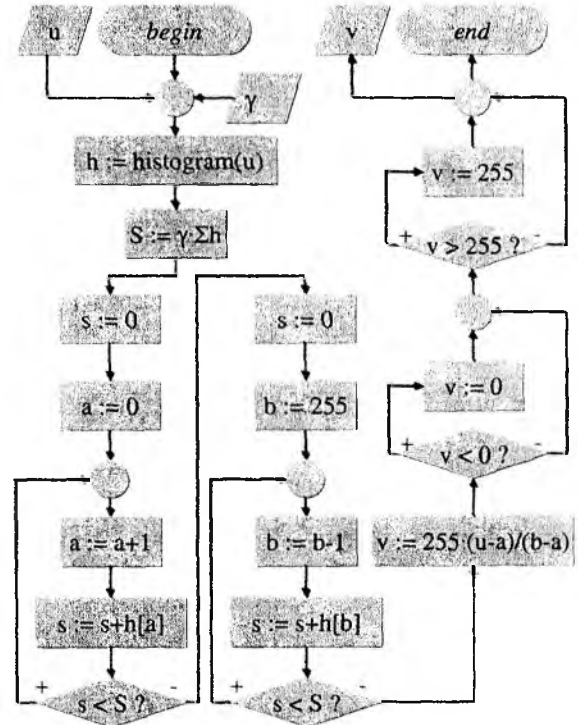 u
begin
γ
h := histogram(u)
S := γ·Σh
s := 0
a := 0
a := a+1
s := s+h[a]
+
s < S ?
-
s := 0
b := 255
b := b-1
s := s+h[b]
+
s < S ?
-
v := 255·(u-a)/(b-a)
+
v < 0 ?
-
v := 0
+
v > 255 ?
-
v := 255
v
end